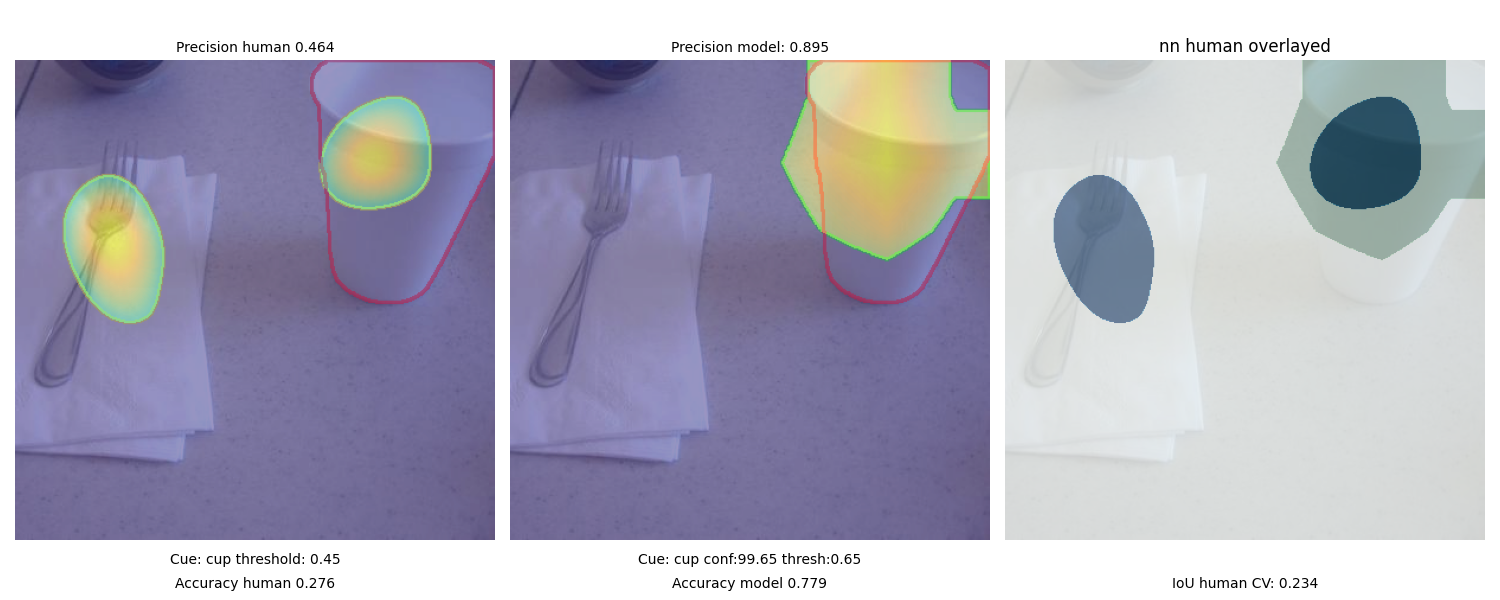 Precision human 0.464
Precision model: 0.895
nn human overlayed
Cue: cup threshold: 0.45
Cue: cup conf:99.65 thresh:0.65
Accuracy human 0.276
Accuracy model 0.779
IoU human CV: 0.234